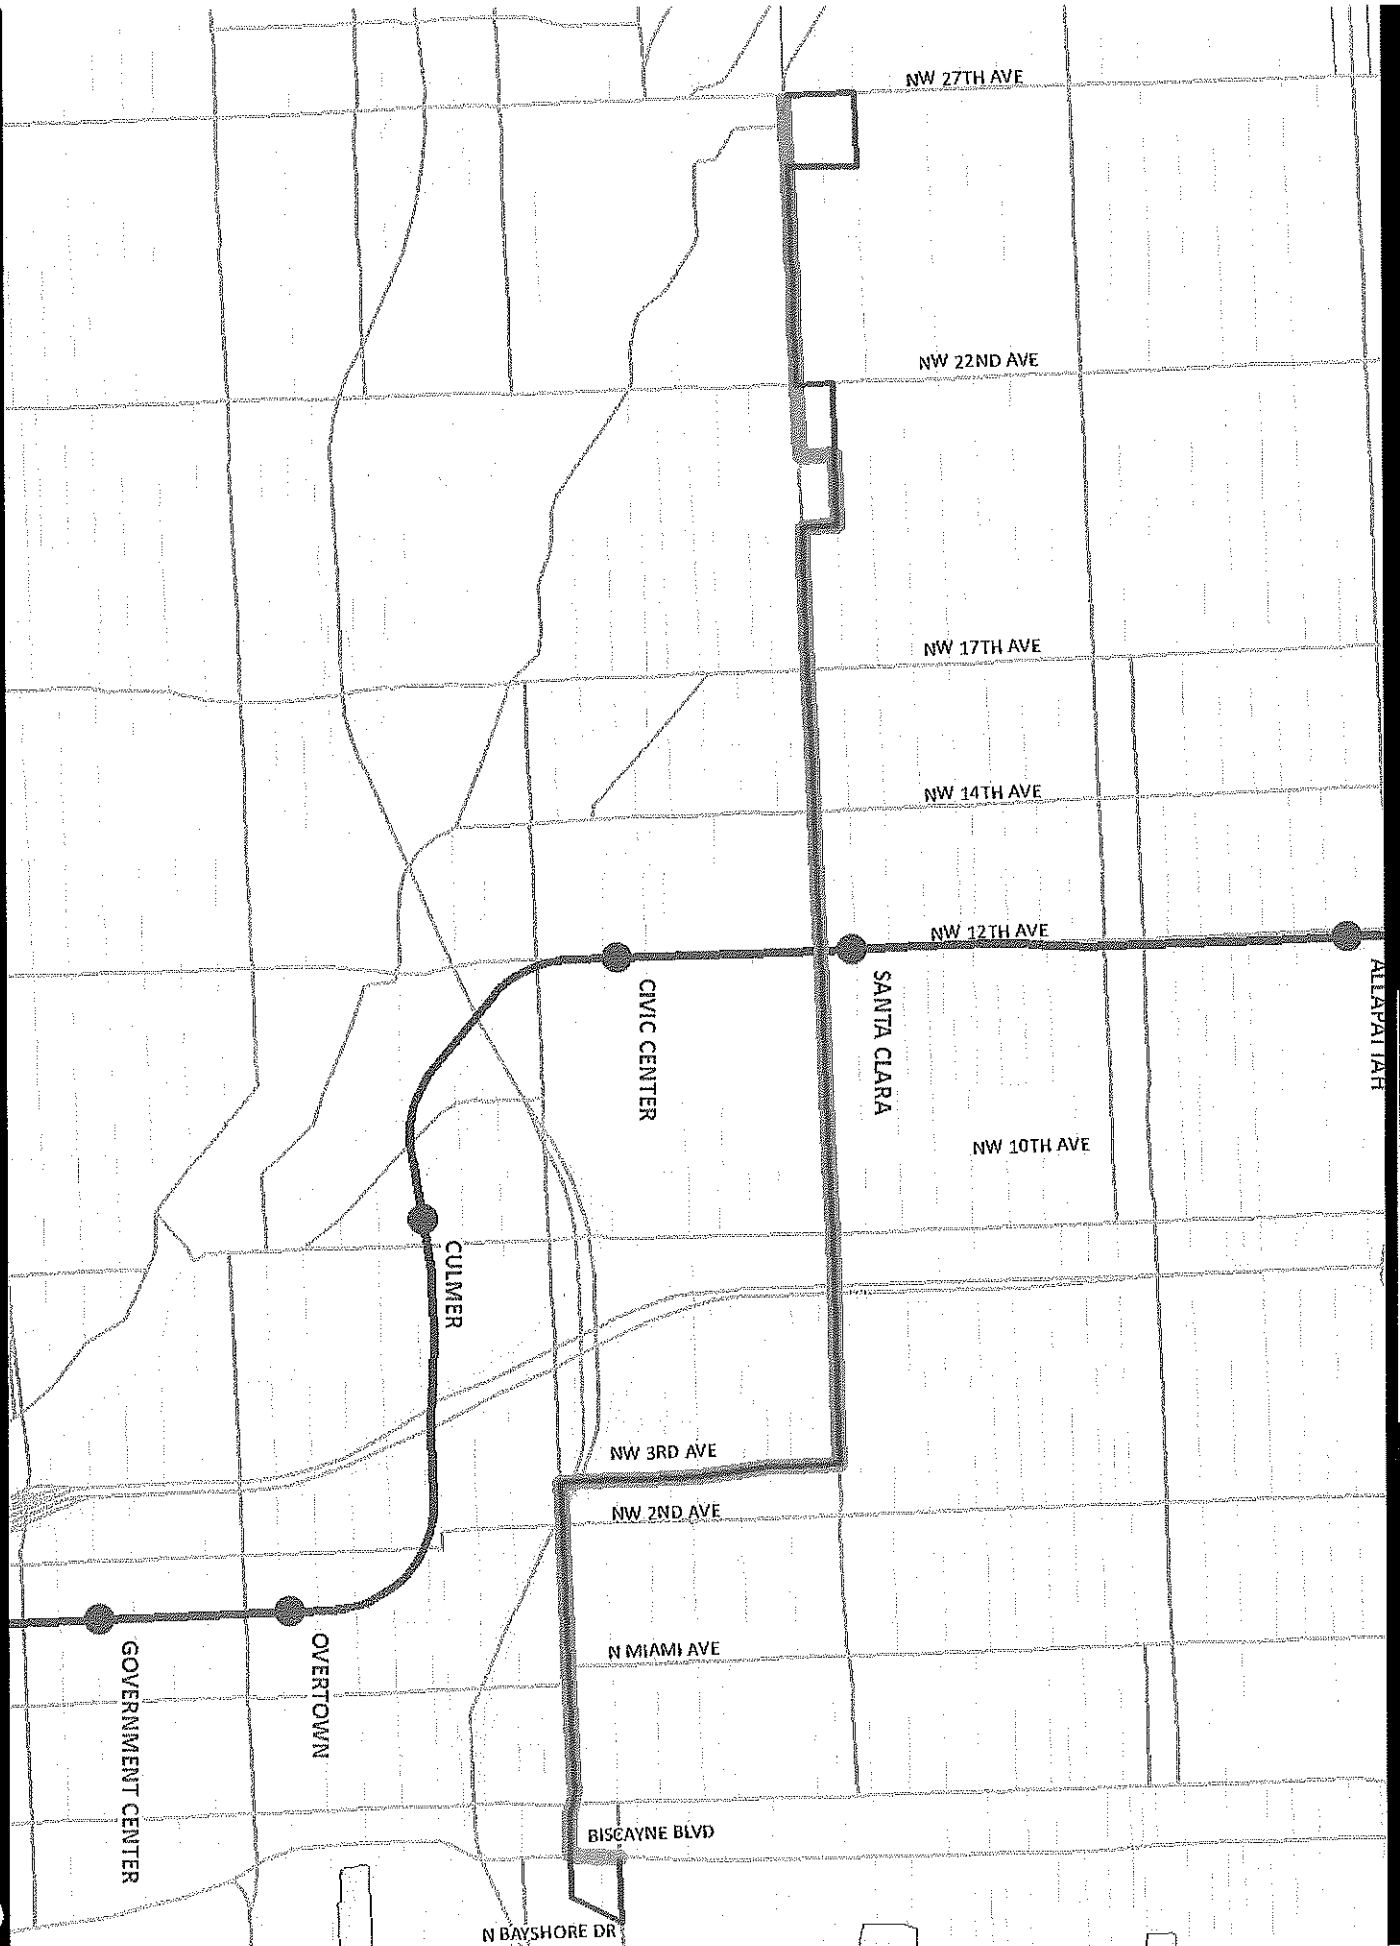 NW 27TH AVE
NW 22ND AVE
NW 17TH AVE
NW 14TH AVE
NW 12TH AVE
ALLAPATTAH
SANTA CLARA
CIVIC CENTER
NW 10TH AVE
CULMER
NW 3RD AVE
NW 2ND AVE
OVERTOWN
GOVERNMENT CENTER
N MIAMI AVE
BISCAYNE BLVD
N BAYSHORE DR